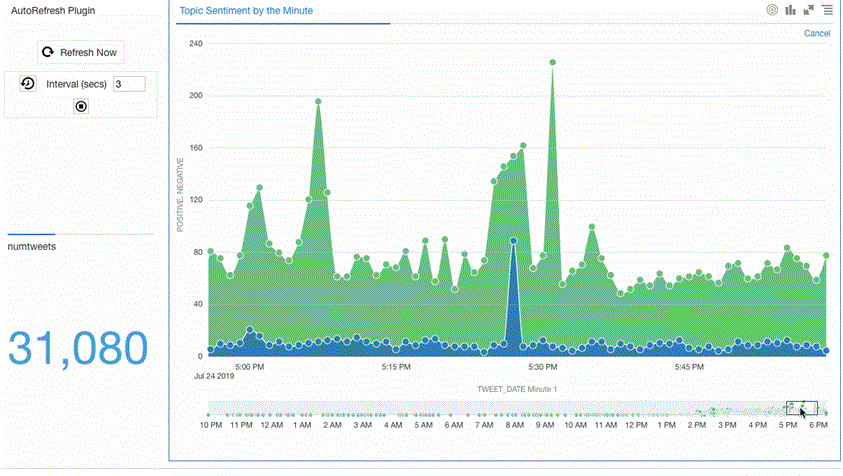 AutoRefresh Plugin
Refresh Now
Interval (secs) 3
numtweets
31,080
Topic Sentiment by the Minute
Cancel
POSITIVE, NEGATIVE
240
200
160
120
80
40
0
5:00 PM 5:15 PM 5:30 PM 5:45 PM
Jul 24 2019
TWEET_DATE Minute 1
10 PM 11 PM 12 AM 1 AM 2 AM 3 AM 4 AM 5 AM 6 AM 7 AM 8 AM 9 AM 10 AM 11 AM 12 PM 1 PM 2 PM 3 PM 4 PM 5 PM 6 PM